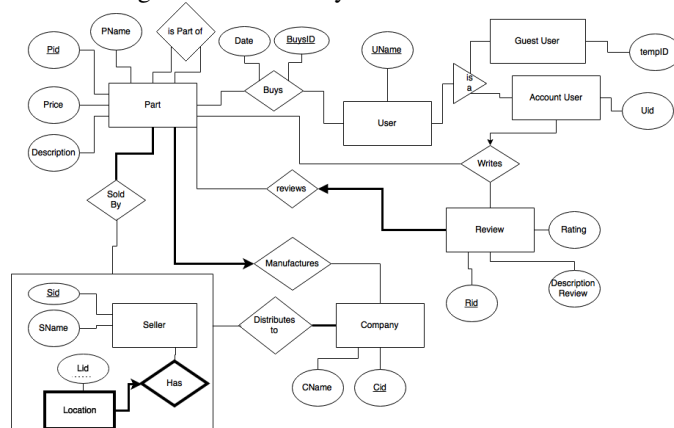 is Part of
PName
Pid
Date
BuysID
UName
Guest User
tempID
is
a
Part
Price
Buys
Account User
User
Uid
Description
Writes
Sold
By
reviews
Review
Rating
Manufactures
Description
Review
Rid
Sid
SName
Seller
Distributes
to
Company
Lid
Has
CName
Cid
Location